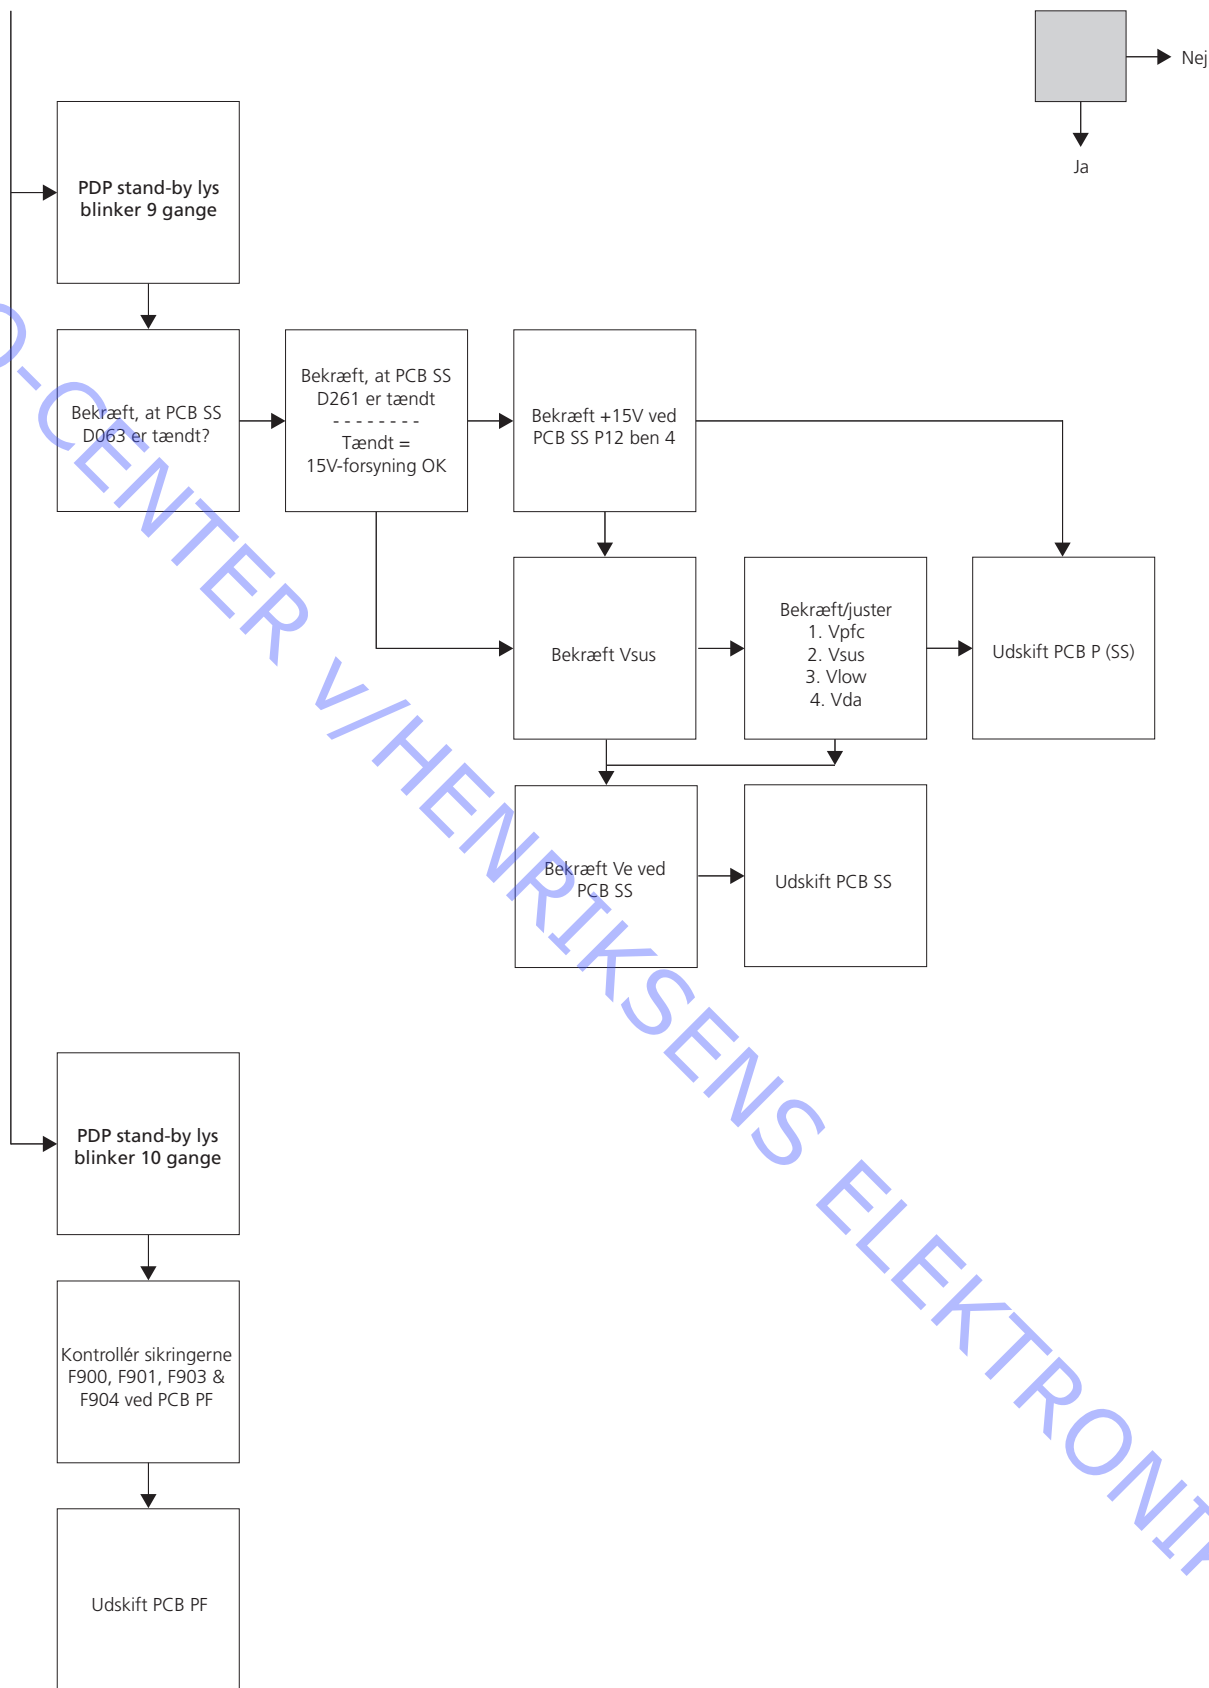 Nej
Ja
PDP stand-by lys
blinker 9 gange
Bekræft, at PCB SS
D063 er tændt?
Bekræft, at PCB SS
D261 er tændt
- - - - - - - -
Tændt =
15V-forsyning OK
Bekræft +15V ved
PCB SS P12 ben 4
Bekræft Vsus
Bekræft/juster
1. Vpfc
2. Vsus
3. Vlow
4. Vda
Udskift PCB P (SS)
Bekræft Ve ved
PCB SS
Udskift PCB SS
PDP stand-by lys
blinker 10 gange
Kontrollér sikringerne
F900, F901, F903 &
F904 ved PCB PF
Udskift PCB PF
-CENTER v/HENRIKSENS ELEKTRONI